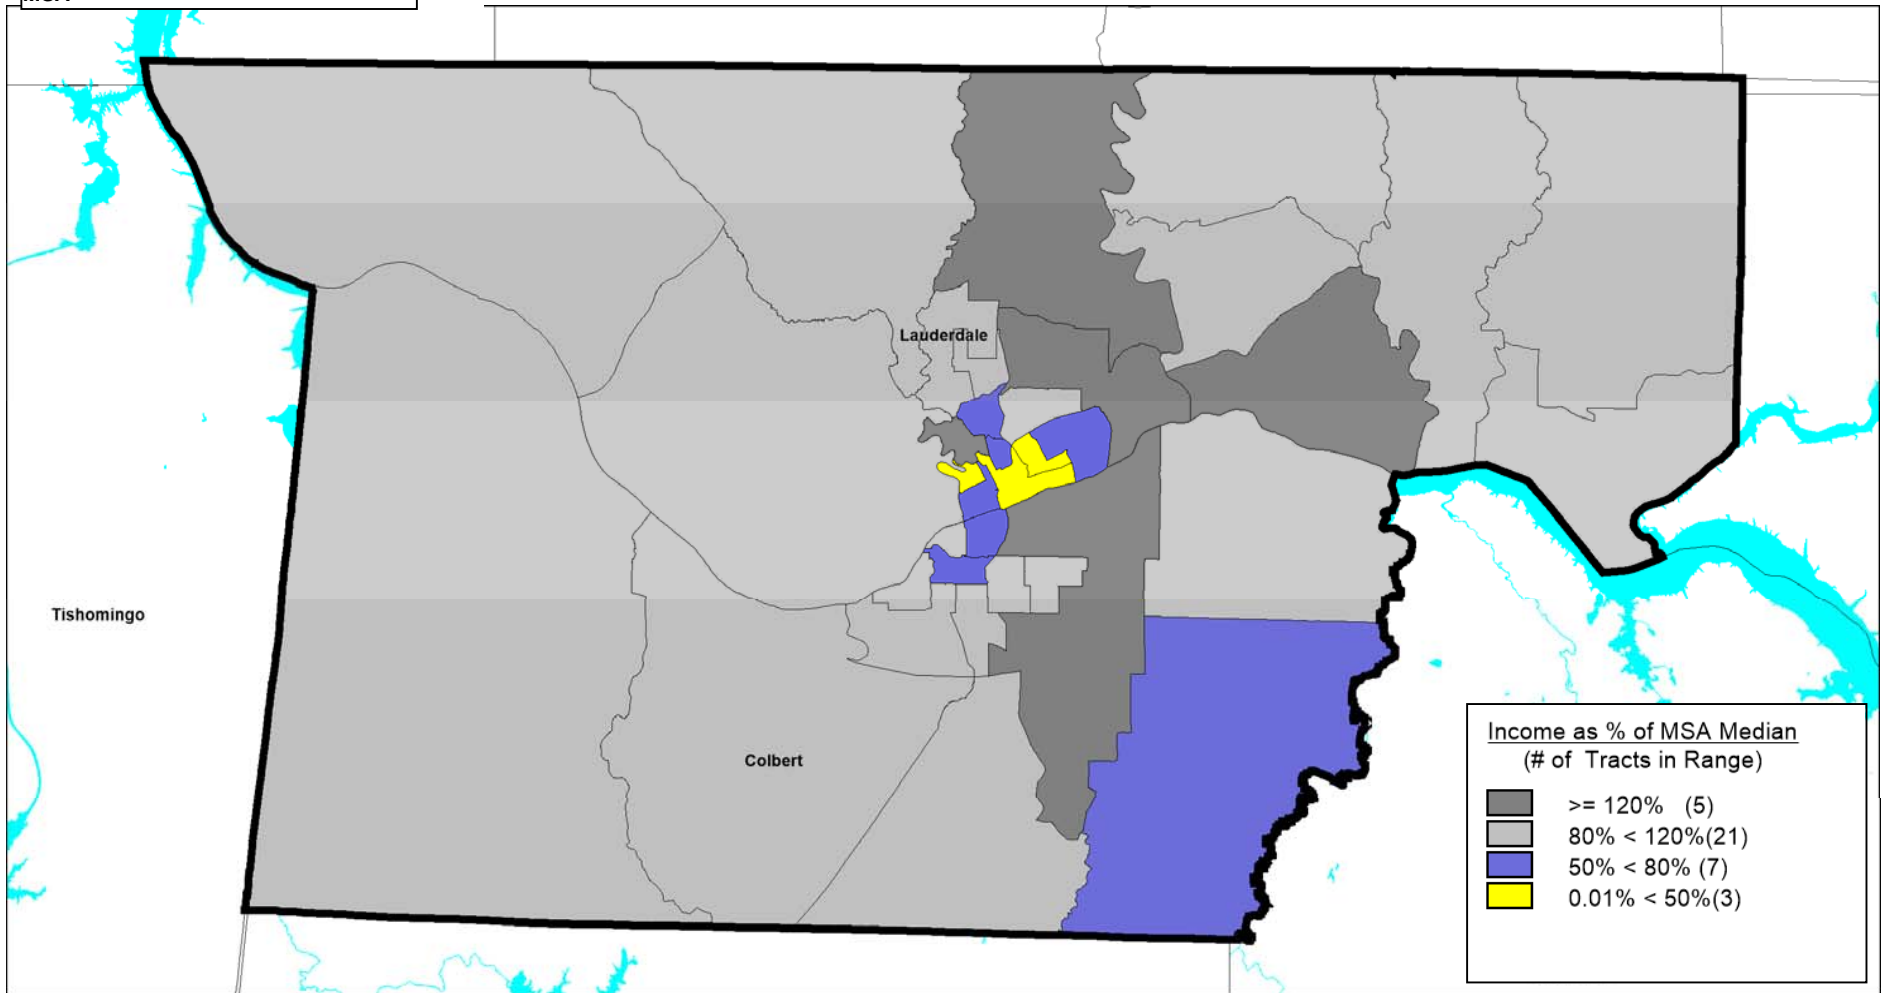 MSA
Lauderdale
Tishomingo
Colbert
Income as % of MSA Median
(# of Tracts in Range)
>= 120% (5)
80% < 120%(21)
50% < 80% (7)
0.01% < 50%(3)